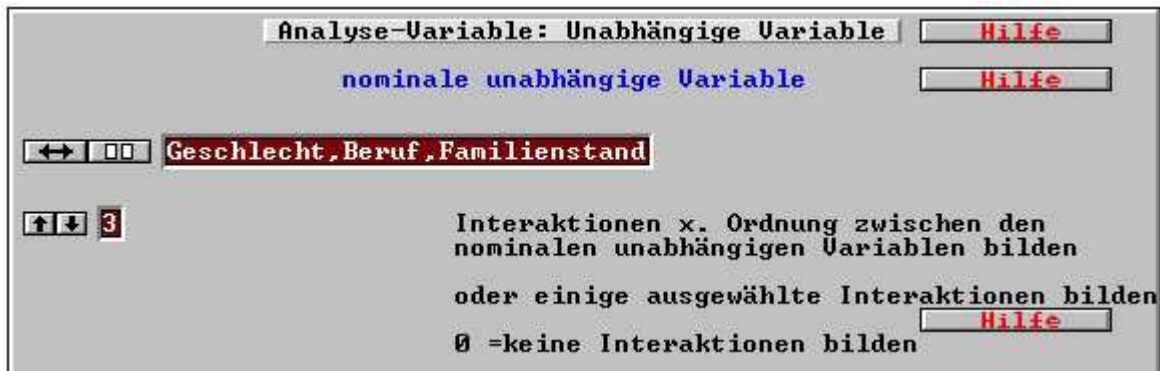 Analyse-Variable: Unabhängige Variable Hilfe
nominale unabhängige Variable Hilfe
Geschlecht,Beruf,Familienstand
3 Interaktionen x. Ordnung zwischen den
nominalen unabhängigen Variablen bilden
oder einige ausgewählte Interaktionen bilden
Hilfe
0 =keine Interaktionen bilden